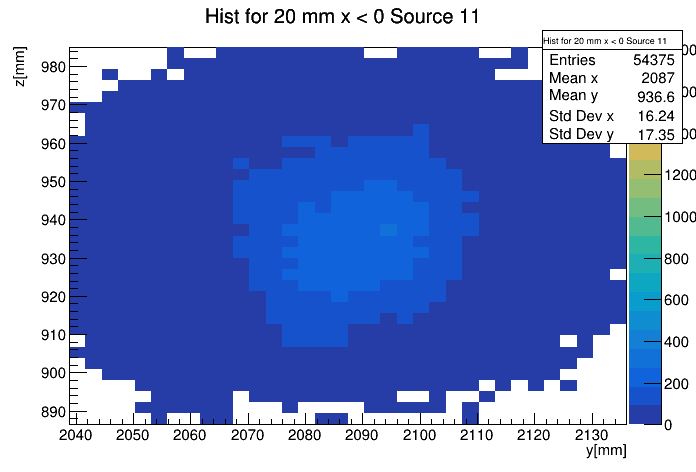 Hist for 20 mm x < 0 Source 11
Hist for 20 mm x < 0 Source 11
Entries 54375
Mean x 2087
Mean y 936.6
Std Dev x 16.24
Std Dev y 17.35
z[mm]
980
970
960
950
940
930
920
910
900
890
2040 2050 2060 2070 2080 2090 2100 2110 2120 2130
y[mm]
1200
1000
800
600
400
200
0